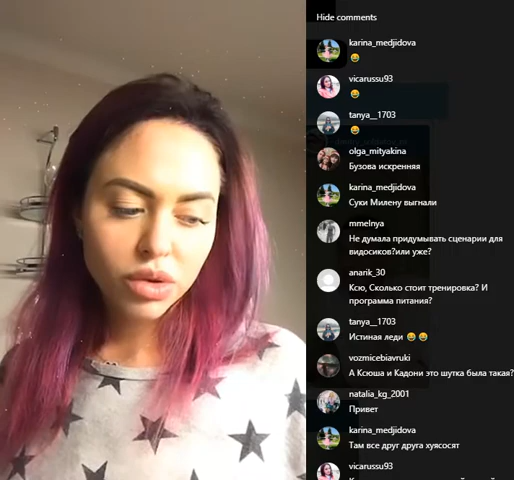 Hide comments
karina_medjidova
😂
vicarussu93
😂
tanya__1703
😂
olga_mityakina
Бузова искренняя
karina_medjidova
Суки Милену выгнали
mmelnya
Не думала придумывать сценарии для
видосиков?или уже?
anarik_30
Ксю, Сколько стоит тренировка? И
программа питания?
tanya__1703
Истиная леди 😂😂
vozmicebiavruki
А Ксюша и Кадони это шутка была такая?
natalia_kg_2001
Привет
karina_medjidova
Там все друг друга хуясосят
vicarussu93